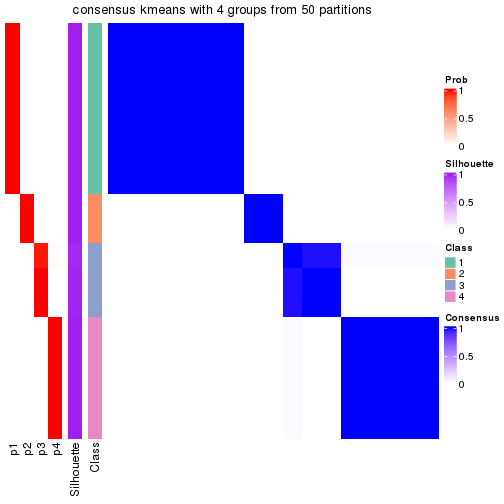 consensus kmeans with 4 groups from 50 partitions
Prob
1
0.5
0
Silhouette
1
0.5
0
Class
1
2
3
4
Consensus
1
0.5
0
p1
p2
p3
p4
Silhouette
Class